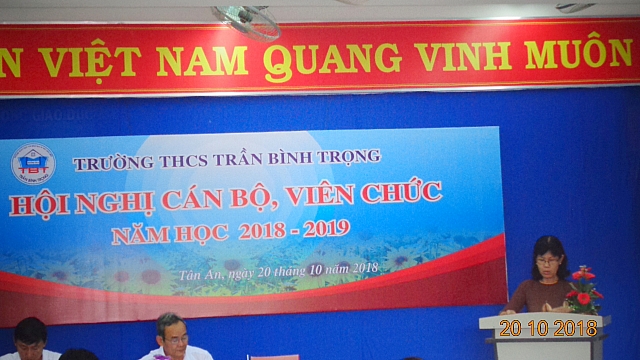 N VIỆT NAM QUANG VINH MUÔN
TBT
TRƯỜNG THCS TRẦN BÌNH TRỌNG
HỘI NGHỊ CÁN BỘ, VIÊN CHỨC
NĂM HỌC 2018 - 2019
Tân An, ngày 20 tháng 10 năm 2018
20 10 2018